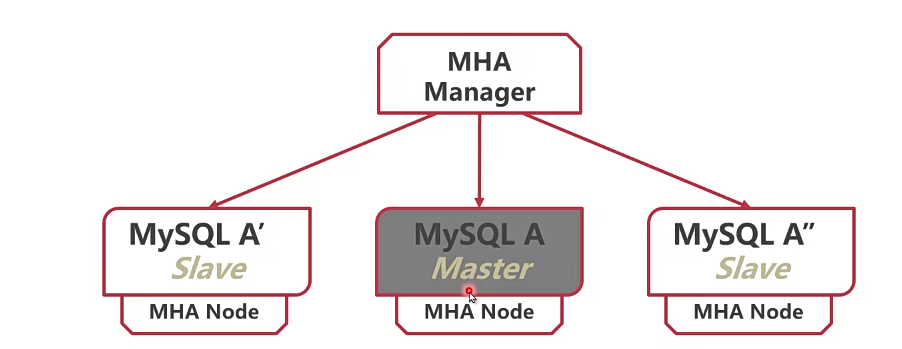 MHA
Manager
MySQL A’
Slave
MHA Node
MySQL A
Master
MHA Node
MySQL A”
Slave
MHA Node